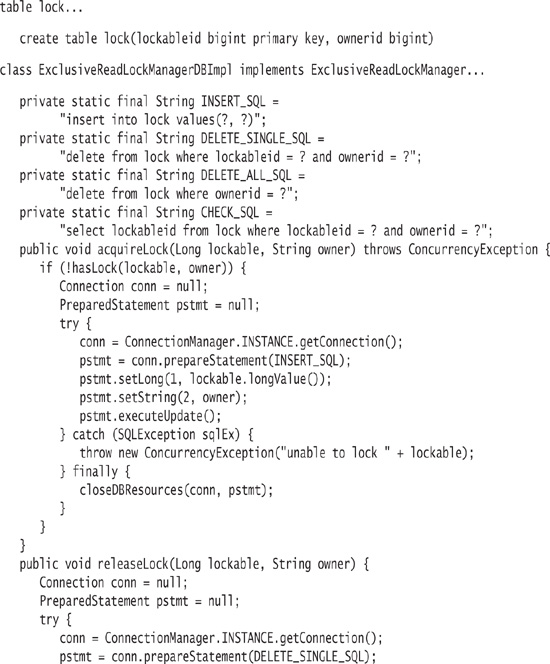 table lock...
create table lock(lockableid bigint primary key, ownerid bigint)
class ExclusiveReadLockManagerDBImpl implements ExclusiveReadLockManager...
private static final String INSERT_SQL =
"insert into lock values(?, ?)";
private static final String DELETE_SINGLE_SQL =
"delete from lock where lockableid = ? and ownerid = ?";
private static final String DELETE_ALL_SQL =
"delete from lock where ownerid = ?";
private static final String CHECK_SQL =
"select lockableid from lock where lockableid = ? and ownerid = ?";
public void acquireLock(Long lockable, String owner) throws ConcurrencyException {
if (!hasLock(lockable, owner)) {
Connection conn = null;
PreparedStatement pstmt = null;
try {
conn = ConnectionManager.INSTANCE.getConnection();
pstmt = conn.prepareStatement(INSERT_SQL);
pstmt.setLong(1, lockable.longValue());
pstmt.setString(2, owner);
pstmt.executeUpdate();
} catch (SQLException sqlEx) {
throw new ConcurrencyException("unable to lock " + lockable);
} finally {
closeDBResources(conn, pstmt);
}
}
}
public void releaseLock(Long lockable, String owner) {
Connection conn = null;
PreparedStatement pstmt = null;
try {
conn = ConnectionManager.INSTANCE.getConnection();
pstmt = conn.prepareStatement(DELETE_SINGLE_SQL);